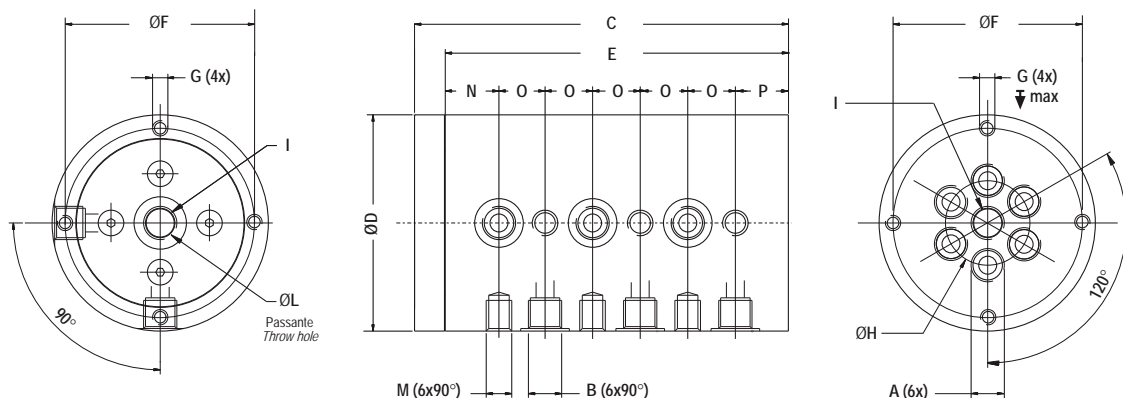 ØF
G (4x)
I
ØL
Passante
Throw hole
90°
C
E
N O O O O O P
ØD
M (6x90°)
B (6x90°)
ØF
G (4x)
max
I
120°
ØH
A (6x)